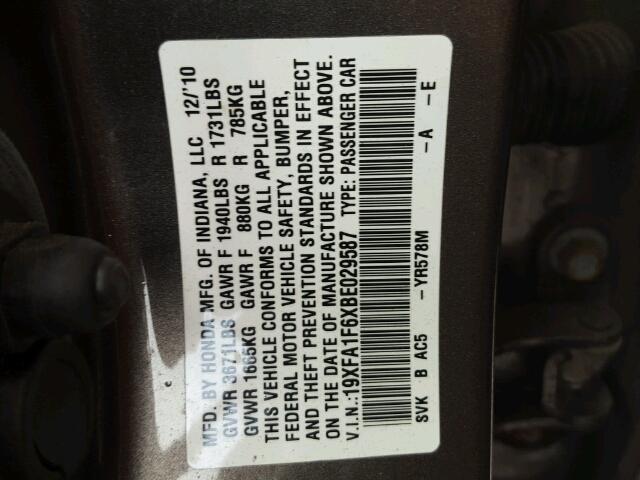 MFD. BY HONDA MFG. OF INDIANA, LLC 12/'10
GVWR 3671LBS GAWR F 1940LBS R 1731LBS
GVWR 1665KG GAWR F 880KG R 785KG
THIS VEHICLE CONFORMS TO ALL APPLICABLE
FEDERAL MOTOR VEHICLE SAFETY, BUMPER,
AND THEFT PREVENTION STANDARDS IN EFFECT
ON THE DATE OF MANUFACTURE SHOWN ABOVE.
V.I.N.:19XFA1F6XBE029587 TYPE: PASSENGER CAR
SVK B AC5 -YR578M -A -E